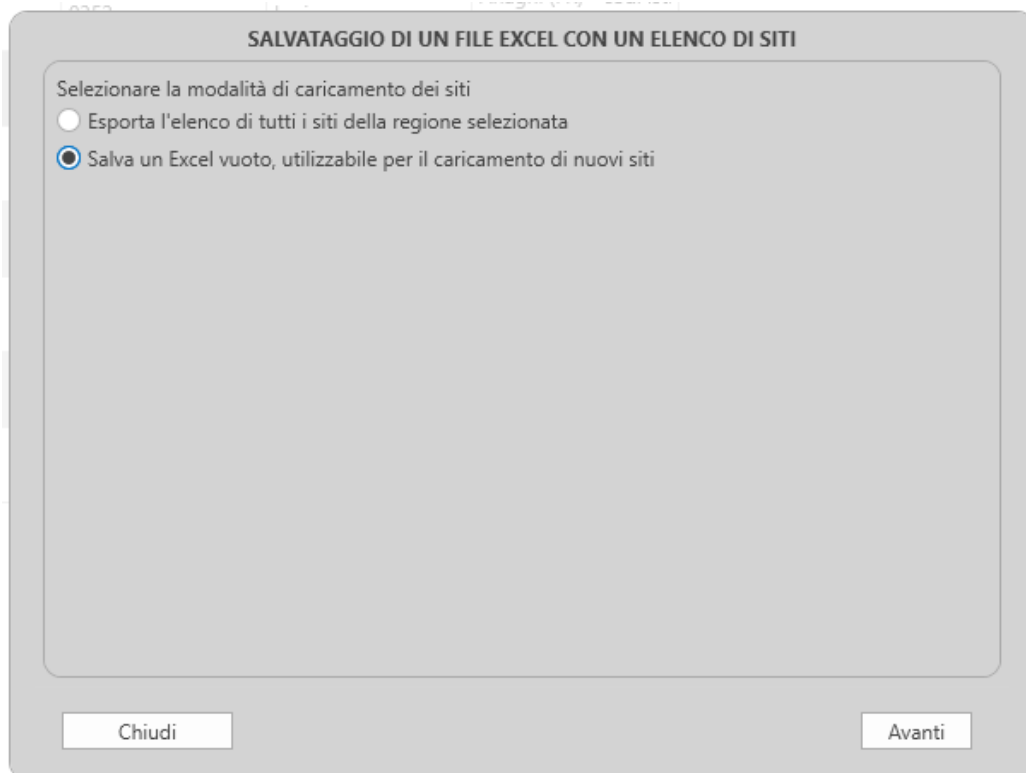 SALVATAGGIO DI UN FILE EXCEL CON UN ELENCO DI SITI
Selezionare la modalità di caricamento dei siti
Esporta l'elenco di tutti i siti della regione selezionata
Salva un Excel vuoto, utilizzabile per il caricamento di nuovi siti
Chiudi
Avanti